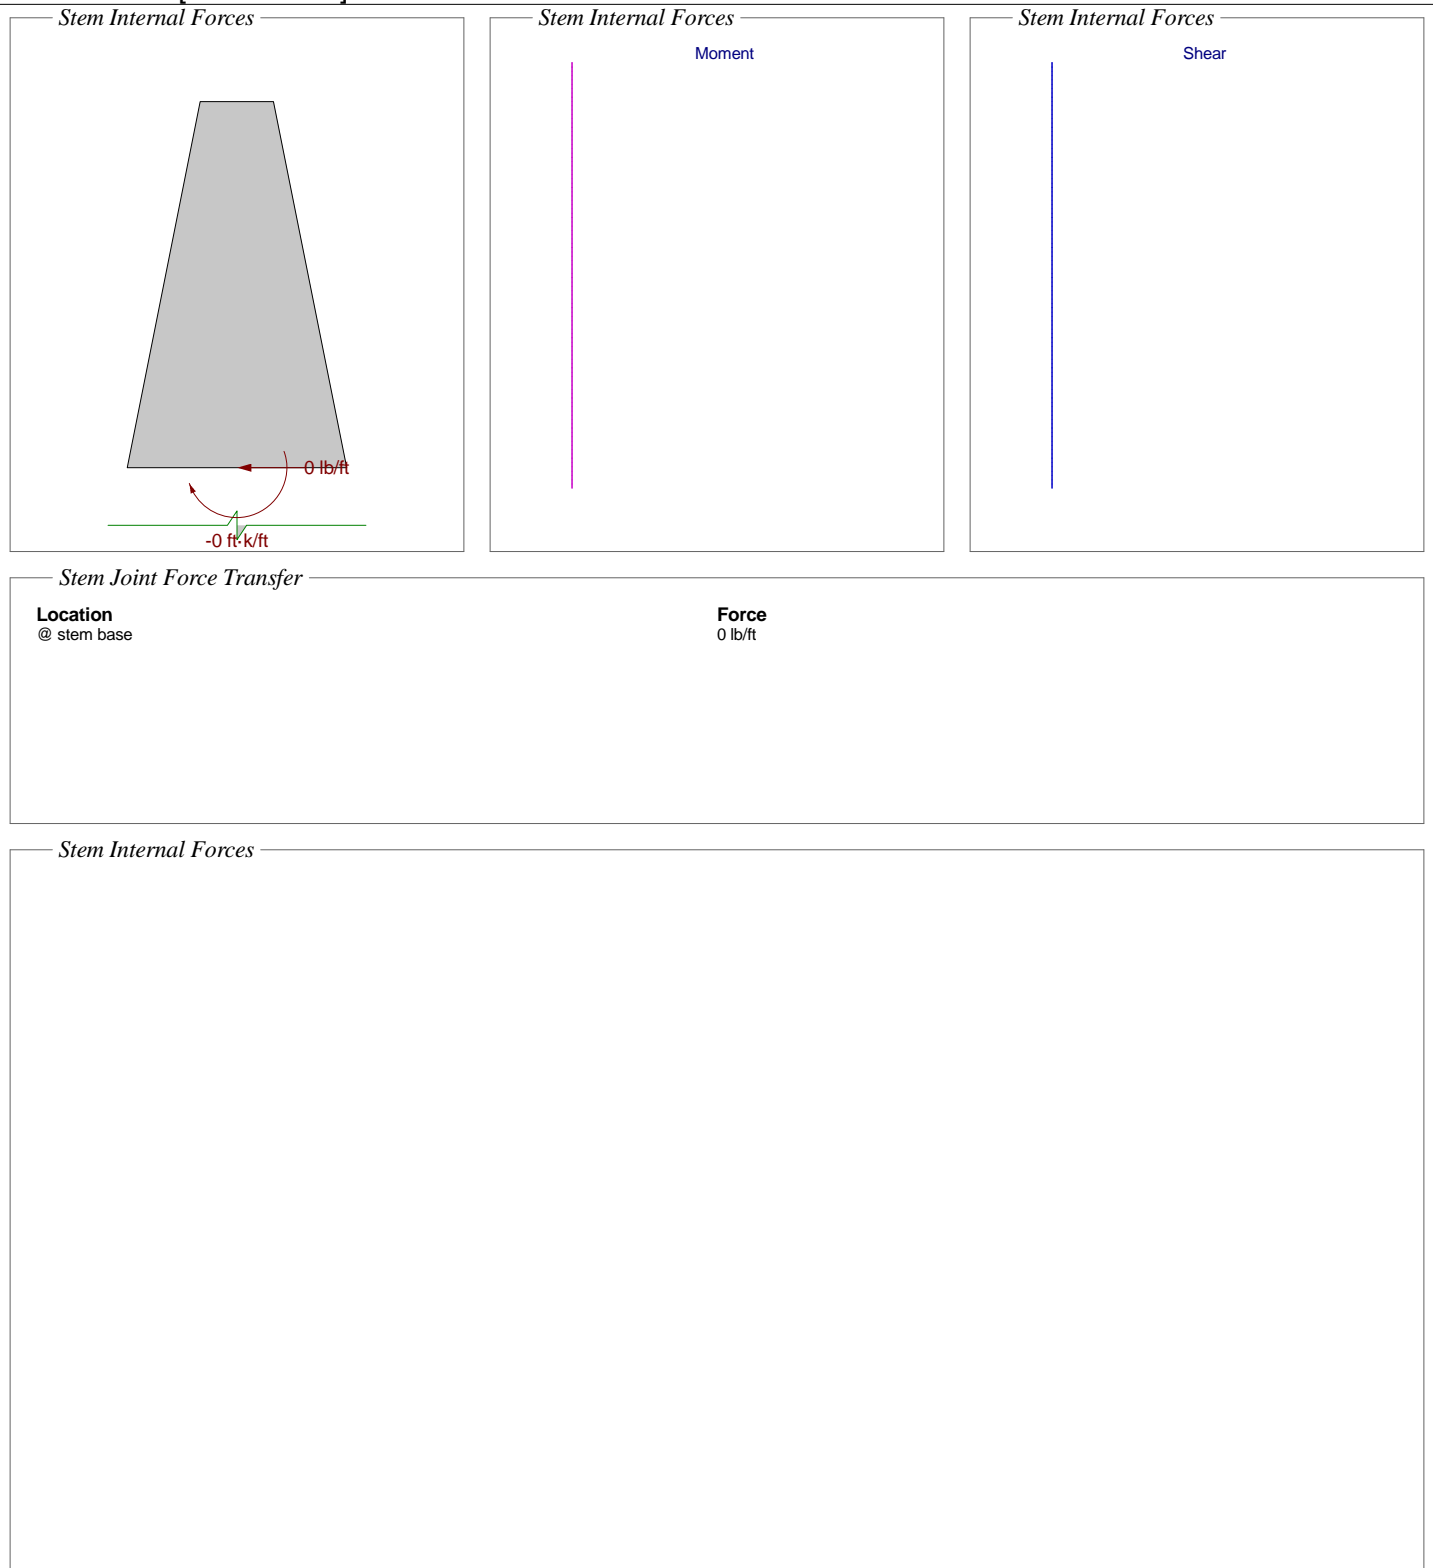 Stem Internal Forces
Stem Internal Forces
Stem Internal Forces
Moment
Shear
0 lb/ft
-0 ft·k/ft
Stem Joint Force Transfer
Location Force
@ stem base 0 lb/ft
Stem Internal Forces